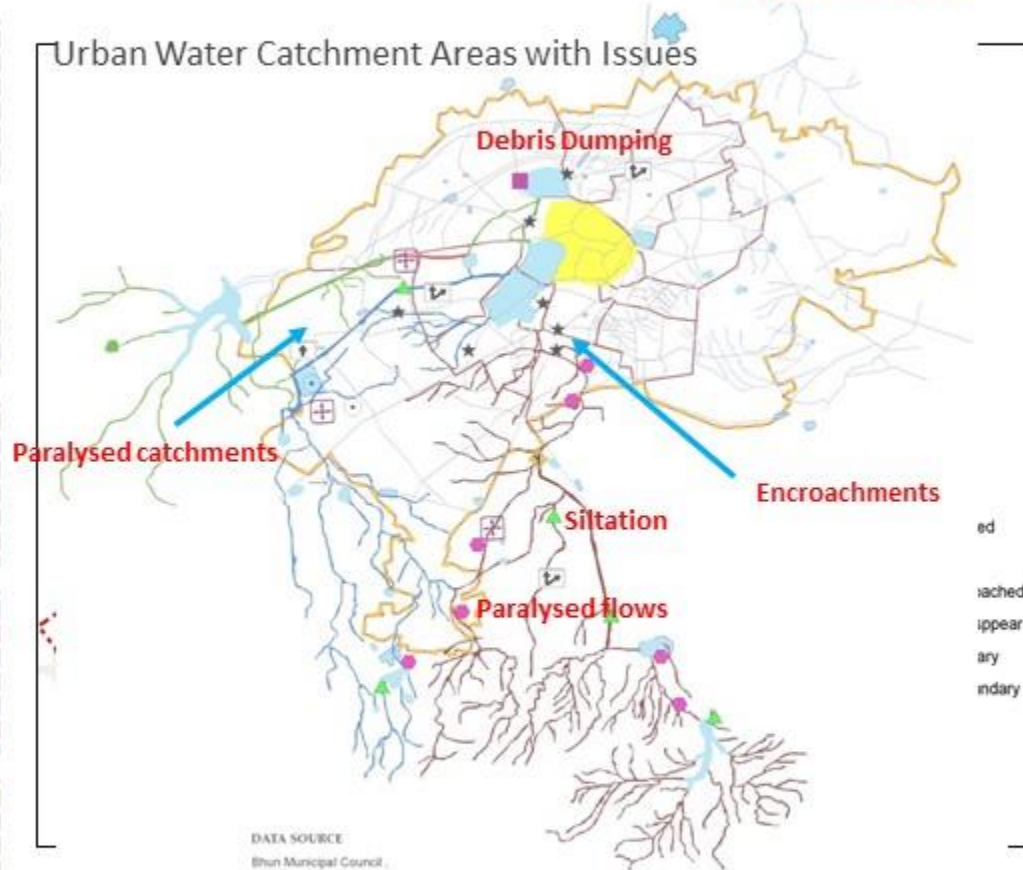 Urban Water Catchment Areas with Issues
Debris Dumping
Paralysed catchments
Encroachments
Siltation
ed
ached
Paralysed flows
appear
ary
ndary
DATA SOURCE
Bhun Municipal Council .